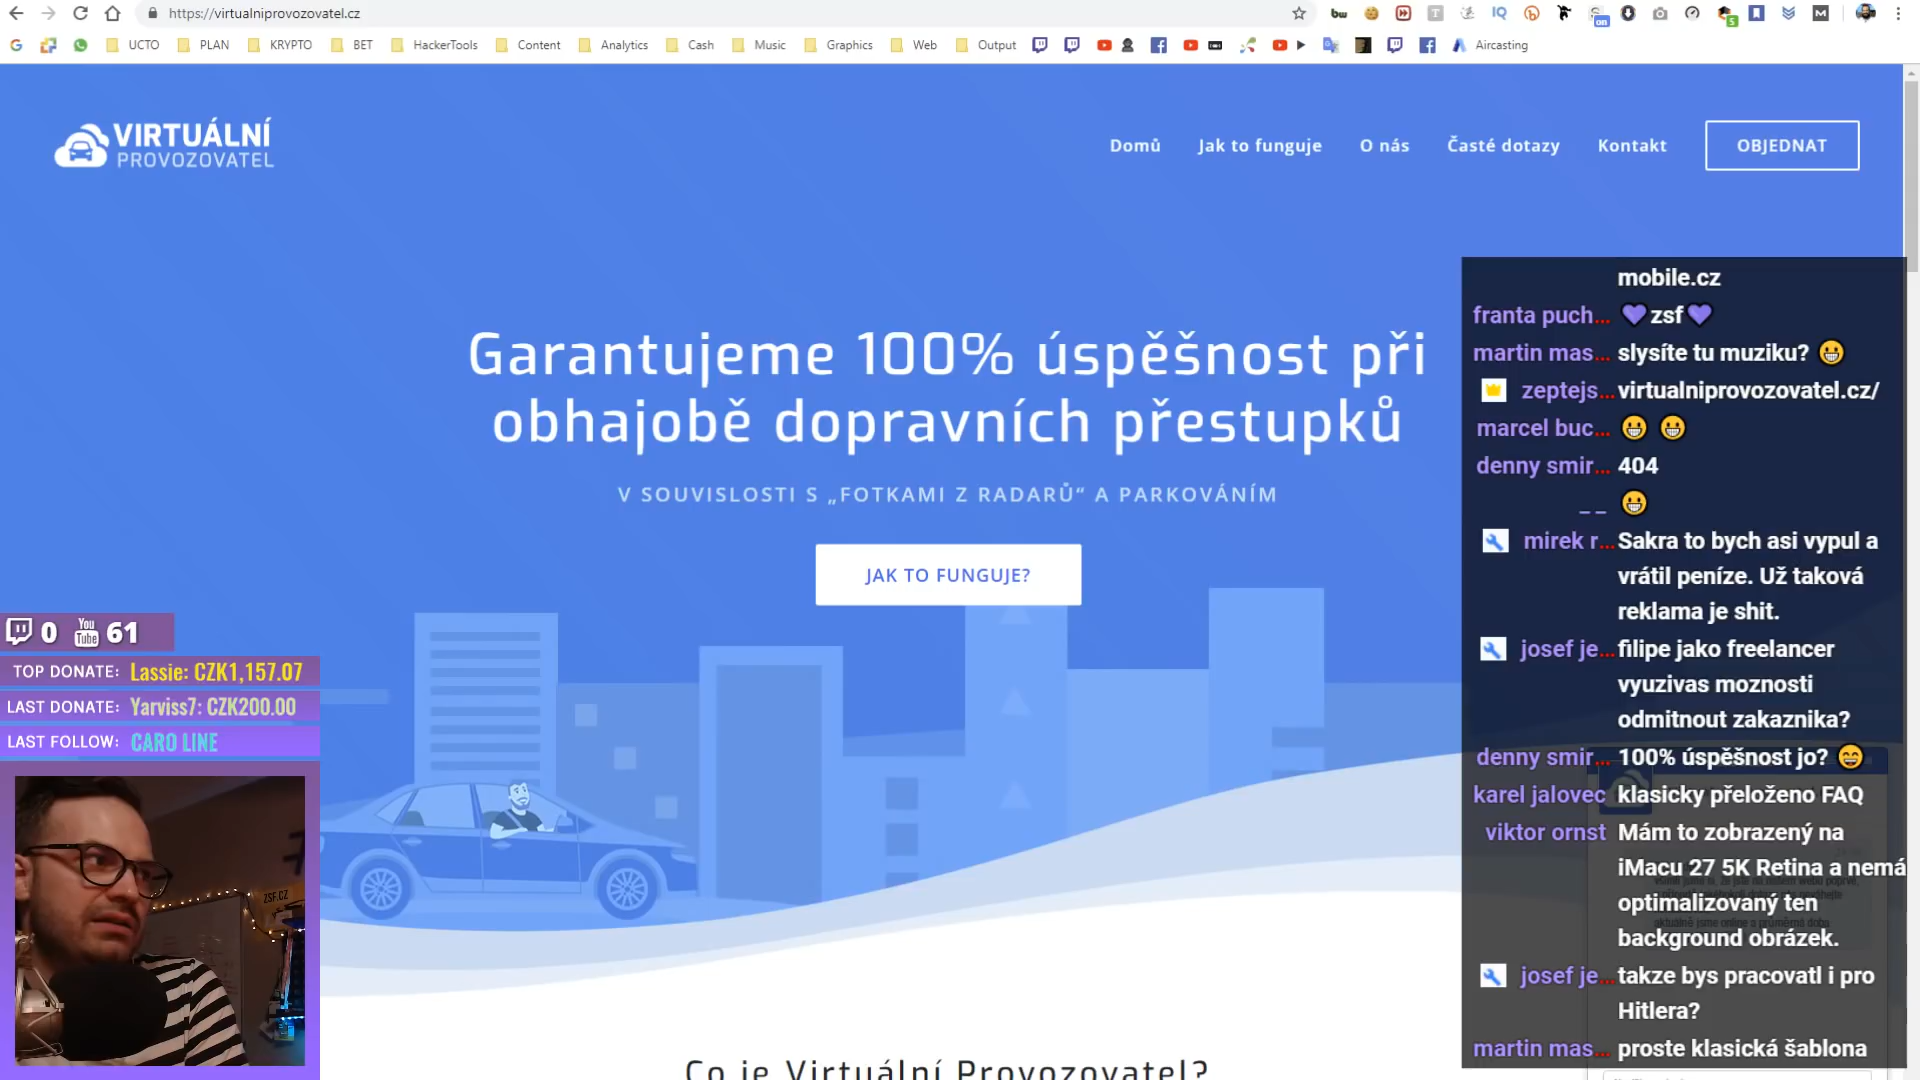 https://virtualniprovozovatel.cz
UCTO PLAN KRYPTO BET HackerTools Content Analytics Cash Music Graphics Web Output Aircasting
VIRTUÁLNÍ
PROVOZOVATEL
Domů Jak to funguje O nás Časté dotazy Kontakt OBJEDNAT
Garantujeme 100% úspěšnost při
obhajobě dopravních přestupků
V SOUVISLOSTI S „FOTKAMI Z RADARŮ“ A PARKOVÁNÍM
JAK TO FUNGUJE?
Co je Virtuální Provozovatel?
0 You Tube 61
TOP DONATE: Lassie: CZK1,157.07
LAST DONATE: Yarviss7: CZK200.00
LAST FOLLOW: CARO LINE
ZSF.CZ
mobile.cz
franta puch... 💜zsf💜
martin mas... slysíte tu muziku? 😀
zeptejs... virtualniprovozovatel.cz/
marcel buc... 😀 😀
denny smir... 404
_ _ 😀
mirek r... Sakra to bych asi vypul a
vrátil peníze. Už taková
reklama je shit.
josef je... filipe jako freelancer
vyuzivas moznosti
odmitnout zakaznika?
denny smir... 100% úspěšnost jo? 😄
karel jalovec klasicky přeloženo FAQ
viktor ornst Mám to zobrazený na
iMacu 27 5K Retina a nemá
optimalizovaný ten
background obrázek.
josef je... takze bys pracovatl i pro
Hitlera?
martin mas... proste klasická šablona